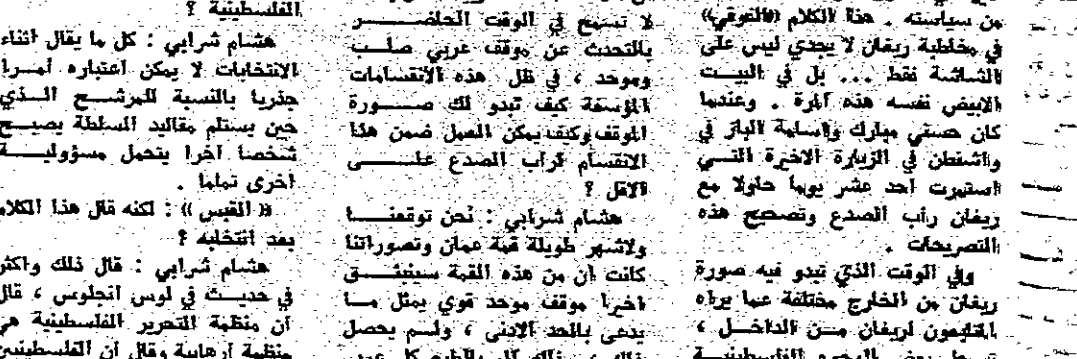 من سياسته . هذا الكلام «الفوقي»
في مخاطبة ريغان لا يجدي ليس على
الشاشة فقط ... بل في البيت
الابيض نفسه هذه المرة . وعندما
كان حسني مبارك واسامة الباز في
واشنطن في الزيارة الاخيرة التي
استمرت احد عشر يوما حاولا مع
ريغان رأب الصدع وتصحيح هذه
التصريحات .
وفي الوقت الذي تبدو فيه صورة
ريغان من الخارج مختلفة عما يراه
المقيمون لريغان من الداخل ،
بعض الوجوه الفلسطينية
لا تسمح في الوقت الحاضر
بالتحدث عن موقف عربي صلب
وموحد ، في ظل هذه الانقسامات
المؤسفة كيف تبدو لك صورة
الموقف وكيف يمكن العمل ضمن هذا
الانقسام لرأب الصدع على
الاقل ؟
هشام شرابي : نحن توقعنا
ولاشهر طويلة قمة عمان وتصوراتنا
كانت ان من هذه القمة سينبثق
اخيرا موقف موحد قوي يمثل ما
يدعى بالحد الادنى ، ولم يحصل
الفلسطينية ؟
هشام شرابي : كل ما يقال اثناء
الانتخابات لا يمكن اعتباره أمرا
جذريا بالنسبة للمرشح الذي
حين يستلم مقاليد السلطة يصبح
شخصا آخرا يتحمل مسؤولية
اخرى تماما .
« القبس » : لكنه قال هذا الكلام
بعد انتخابه ؟
هشام شرابي : قال ذلك واكثر
في حديث في لوس انجلوس ، قال
ان منظمة التحرير الفلسطينية هي
منظمة ارهابية وقال ان الفلسطينيين